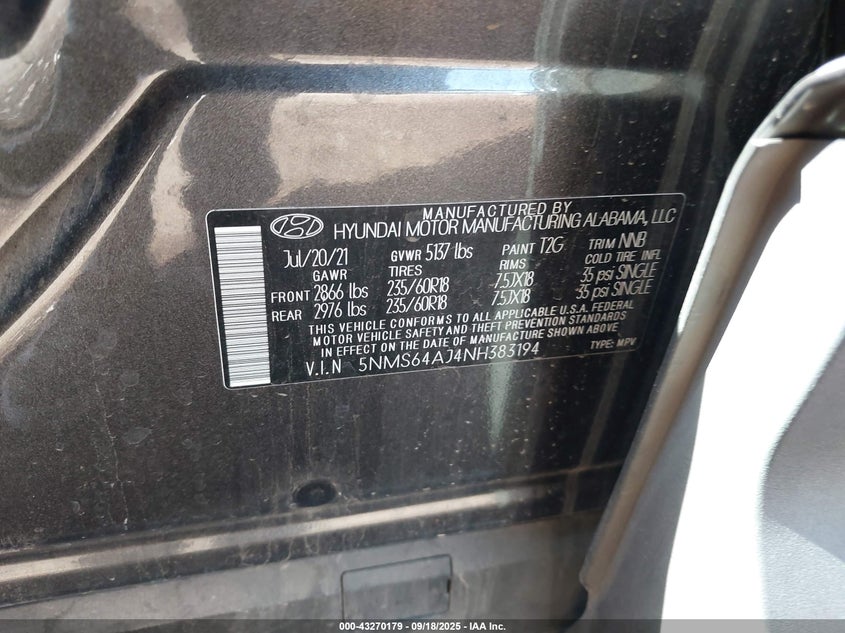 MANUFACTURED BY
HYUNDAI MOTOR MANUFACTURING ALABAMA, LLC
Jul/20/21 GVWR 5137 lbs PAINT T2G TRIM NNB
GAWR TIRES RIMS COLD TIRE INFL
FRONT 2866 lbs 235/60R18 7.5JX18 35 psi SINGLE
REAR 2976 lbs 235/60R18 7.5JX18 35 psi SINGLE
THIS VEHICLE CONFORMS TO ALL APPLICABLE U.S.A. FEDERAL
MOTOR VEHICLE SAFETY AND THEFT PREVENTION STANDARDS
IN EFFECT ON THE DATE OF MANUFACTURE SHOWN ABOVE
V.I.N 5NMS64AJ4NH383194 TYPE: MPV
000-43270179 - 09/18/2025 - IAA Inc.